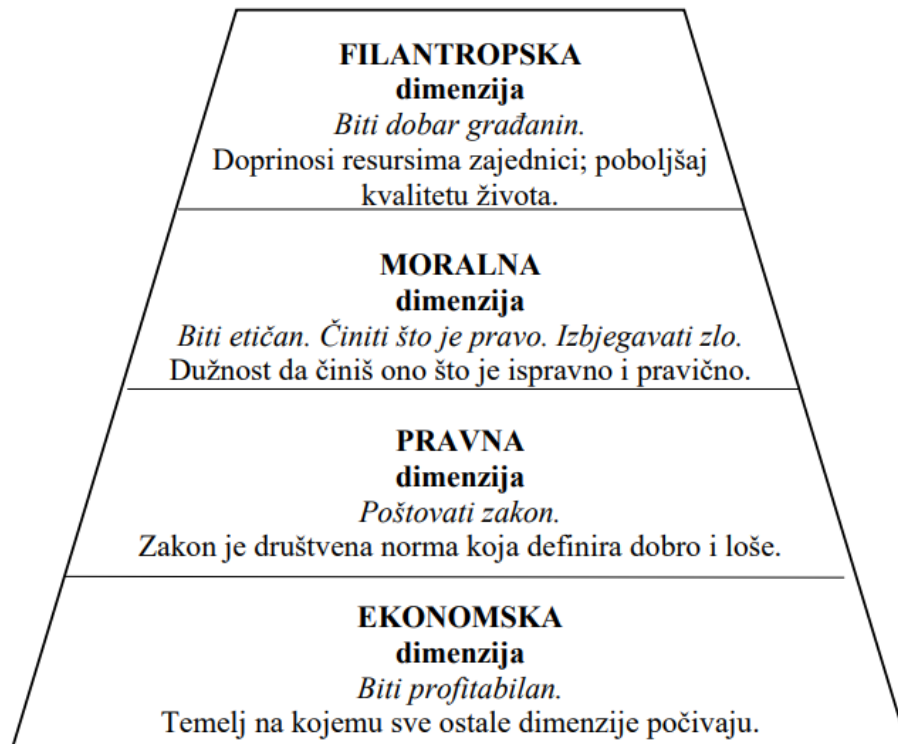 FILANTROPSKA
dimenzija
Biti dobar građanin.
Doprinosi resursima zajednici; poboljšaj
kvalitetu života.
MORALNA
dimenzija
Biti etičan. Činiti što je pravo. Izbjegavati zlo.
Dužnost da činiš ono što je ispravno i pravično.
PRAVNA
dimenzija
Poštovati zakon.
Zakon je društvena norma koja definira dobro i loše.
EKONOMSKA
dimenzija
Biti profitabilan.
Temelj na kojemu sve ostale dimenzije počivaju.